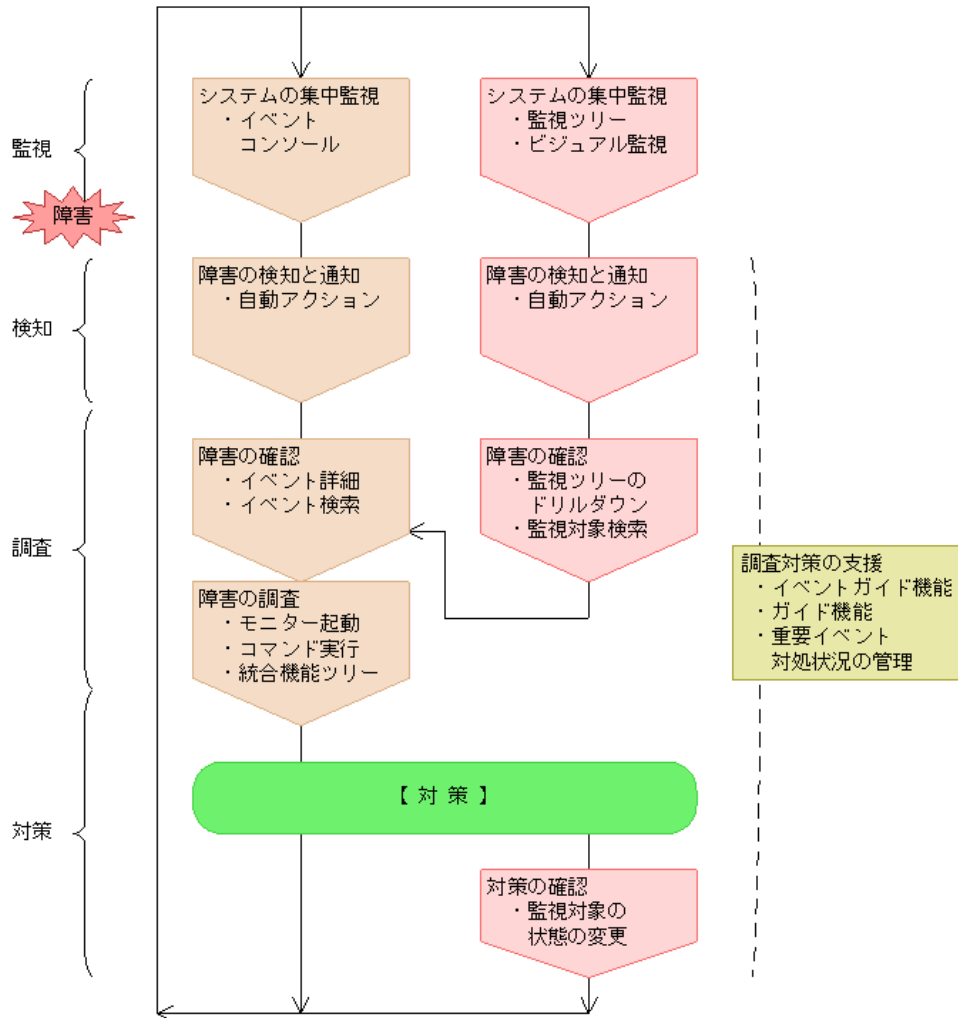 監視
障害
システムの集中監視
・イベント
コンソール
システムの集中監視
・監視ツリー
・ビジュアル監視
検知
障害の検知と通知
・自動アクション
障害の検知と通知
・自動アクション
調査
障害の確認
・イベント詳細
・イベント検索
障害の確認
・監視ツリーの
ドリルダウン
・監視対象検索
障害の調査
・モニター起動
・コマンド実行
・統合機能ツリー
調査対策の支援
・イベントガイド機能
・ガイド機能
・重要イベント
対処状況の管理
対策
【 対 策 】
対策の確認
・監視対象の
状態の変更